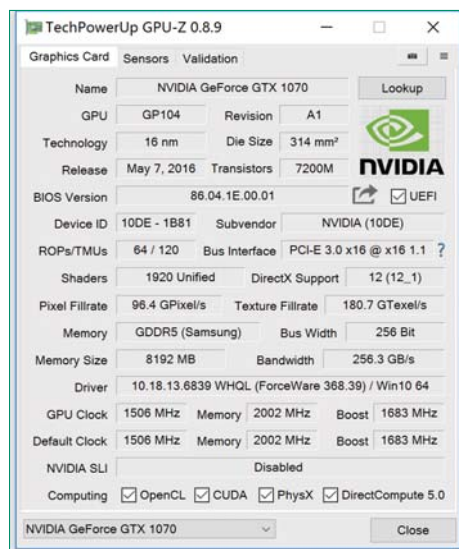 TechPowerUp GPU-Z 0.8.9
Graphics Card Sensors Validation
Name NVIDIA GeForce GTX 1070 Lookup
GPU GP104 Revision A1
Technology 16 nm Die Size 314 mm²
Release May 7, 2016 Transistors 7200M
NVIDIA
BIOS Version 86.04.1E.00.01 UEFI
Device ID 10DE - 1B81 Subvendor NVIDIA (10DE)
ROPs/TMUs 64 / 120 Bus Interface PCI-E 3.0 x16 @ x16 1.1 ?
Shaders 1920 Unified DirectX Support 12 (12_1)
Pixel Fillrate 96.4 GPixel/s Texture Fillrate 180.7 GTexel/s
Memory GDDR5 (Samsung) Bus Width 256 Bit
Memory Size 8192 MB Bandwidth 256.3 GB/s
Driver 10.18.13.6839 WHQL (ForceWare 368.39) / Win10 64
GPU Clock 1506 MHz Memory 2002 MHz Boost 1683 MHz
Default Clock 1506 MHz Memory 2002 MHz Boost 1683 MHz
NVIDIA SLI Disabled
Computing OpenCL CUDA PhysX DirectCompute 5.0
NVIDIA GeForce GTX 1070 Close